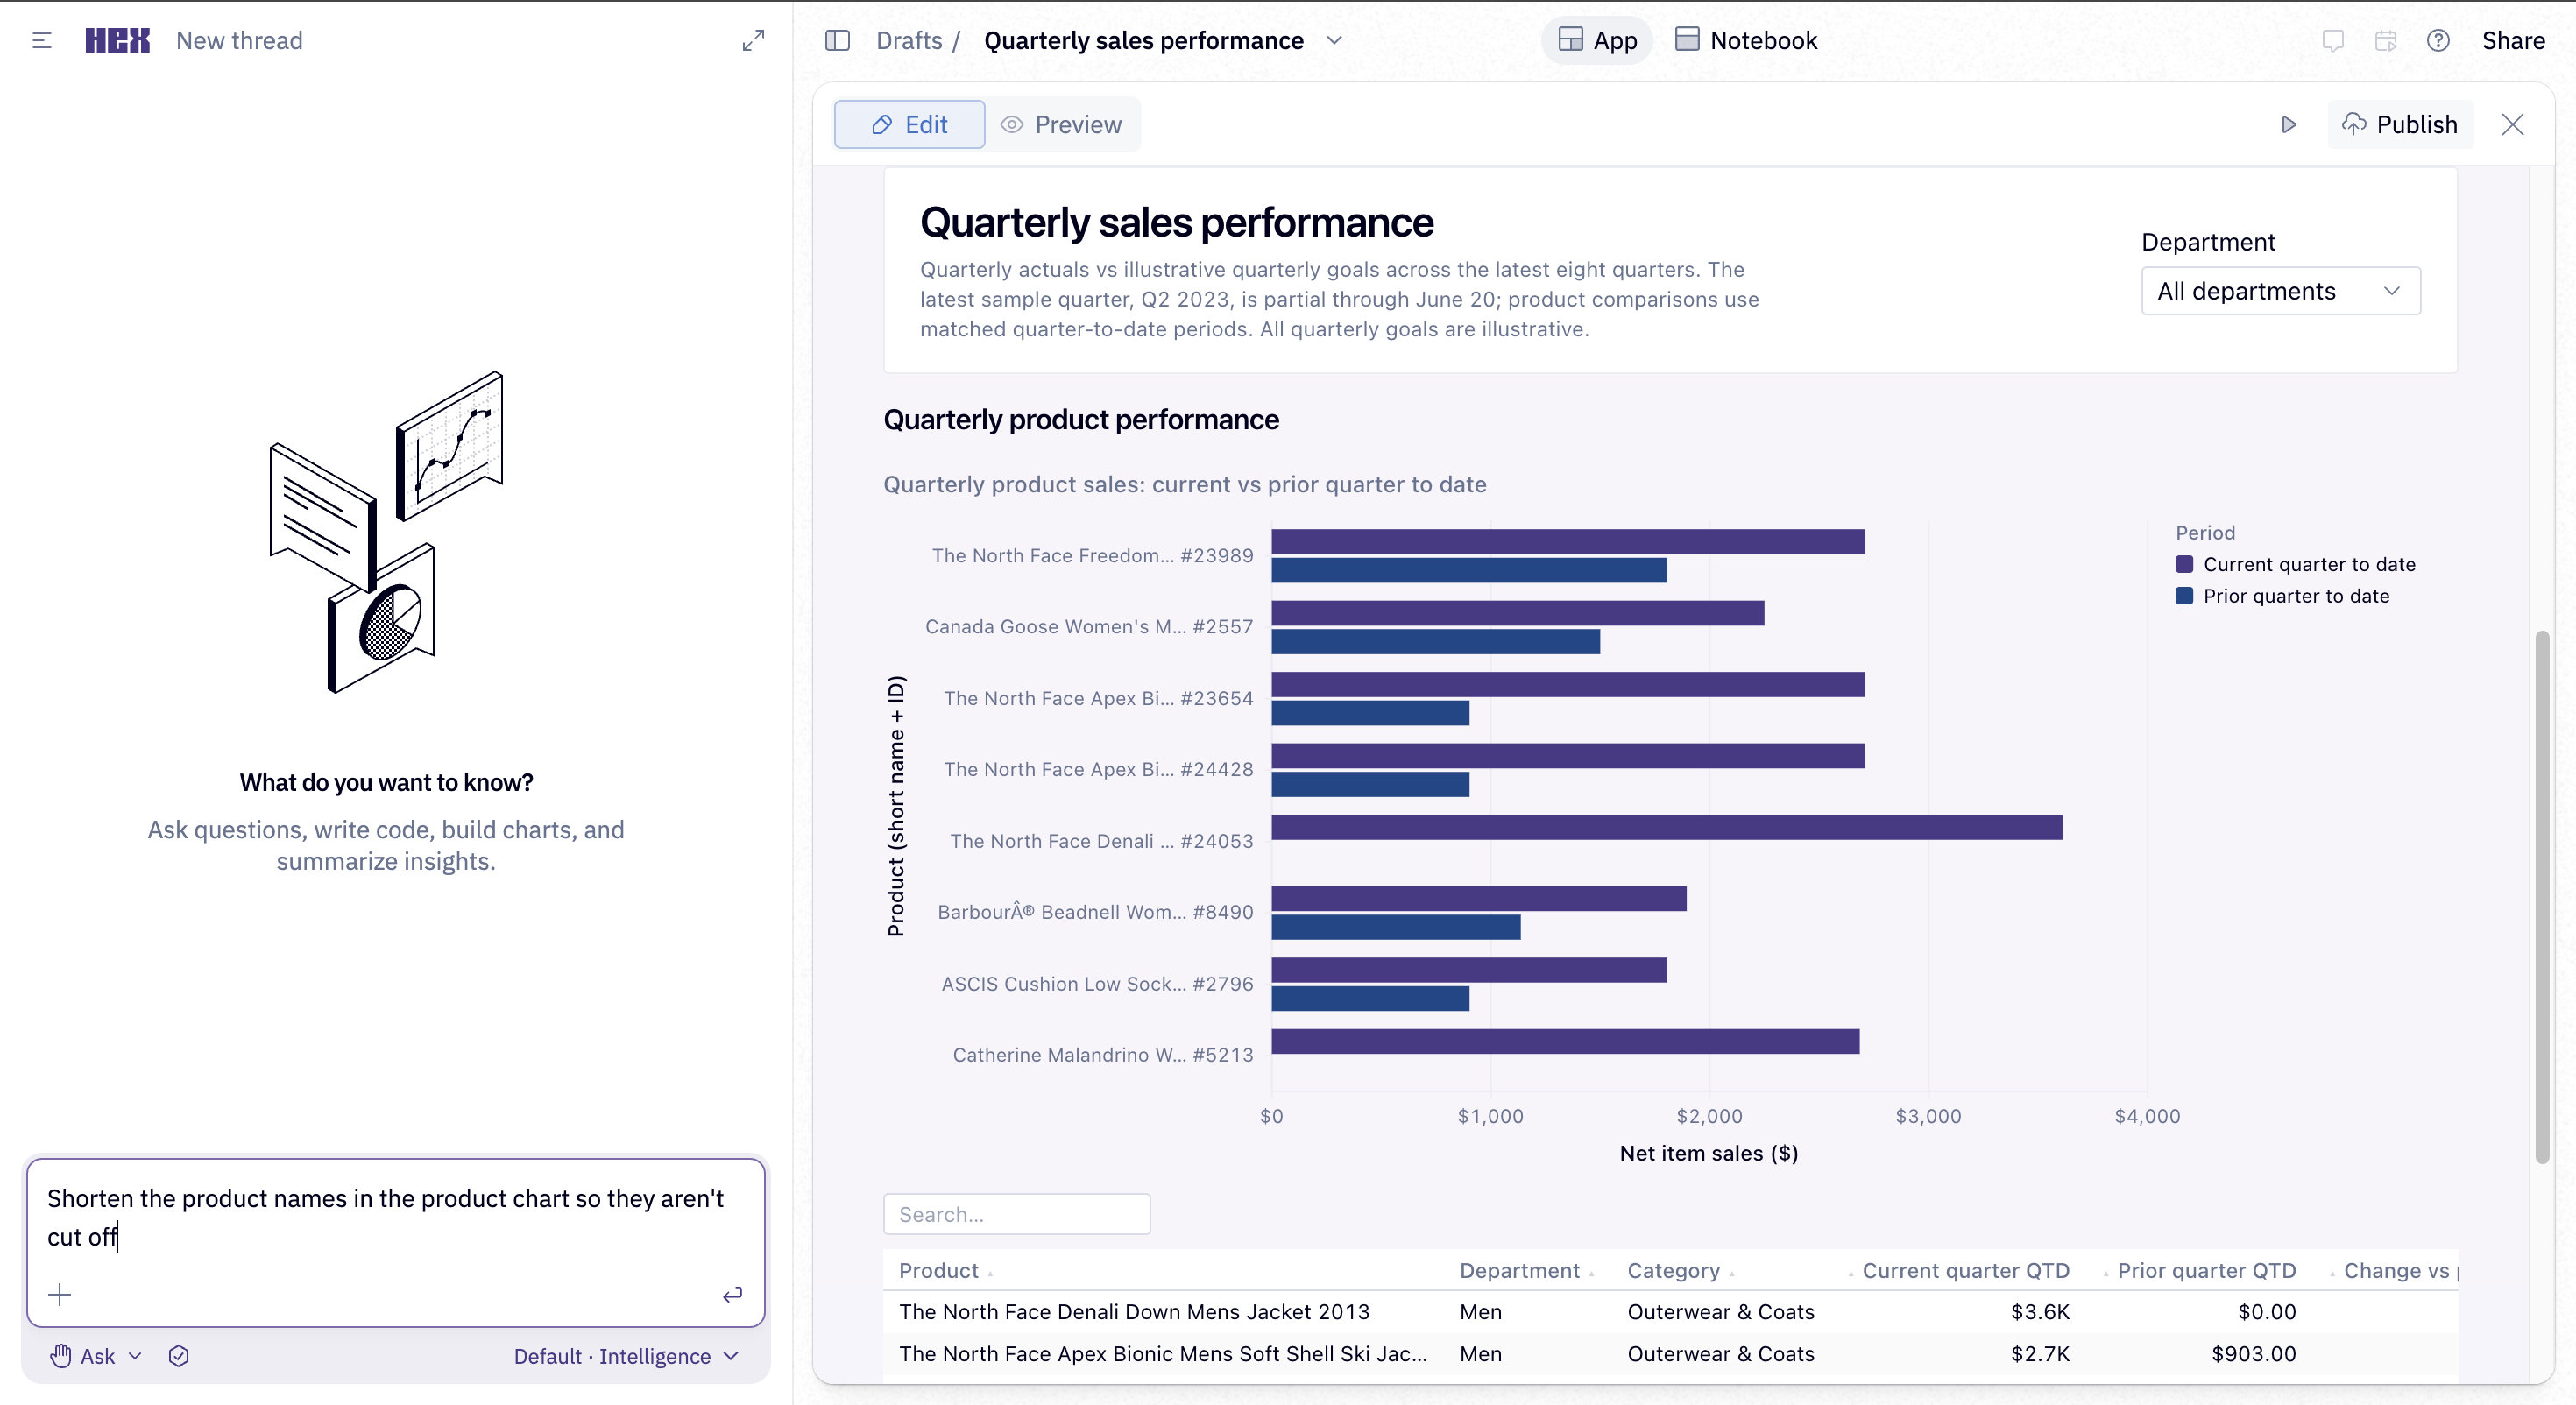 HEX New thread
What do you want to know?
Ask questions, write code, build charts, and
summarize insights.
Shorten the product names in the product chart so they aren't
cut off
Ask
Default · Intelligence
Drafts / Quarterly sales performance
App
Notebook
Share
Edit
Preview
Publish
Quarterly sales performance
Quarterly actuals vs illustrative quarterly goals across the latest eight quarters. The
latest sample quarter, Q2 2023, is partial through June 20; product comparisons use
matched quarter-to-date periods. All quarterly goals are illustrative.
Department
All departments
Quarterly product performance
Quarterly product sales: current vs prior quarter to date
Product (short name + ID)
The North Face Freedom... #23989
Canada Goose Women's M... #2557
The North Face Apex Bi... #23654
The North Face Apex Bi... #24428
The North Face Denali ... #24053
BarbourÂ® Beadnell Wom... #8490
ASCIS Cushion Low Sock... #2796
Catherine Malandrino W... #5213
$0 $1,000 $2,000 $3,000 $4,000
Net item sales ($)
Period
Current quarter to date
Prior quarter to date
Search...
Product Department Category Current quarter QTD Prior quarter QTD Change vs
The North Face Denali Down Mens Jacket 2013 Men Outerwear & Coats $3.6K $0.00
The North Face Apex Bionic Mens Soft Shell Ski Jac... Men Outerwear & Coats $2.7K $903.00